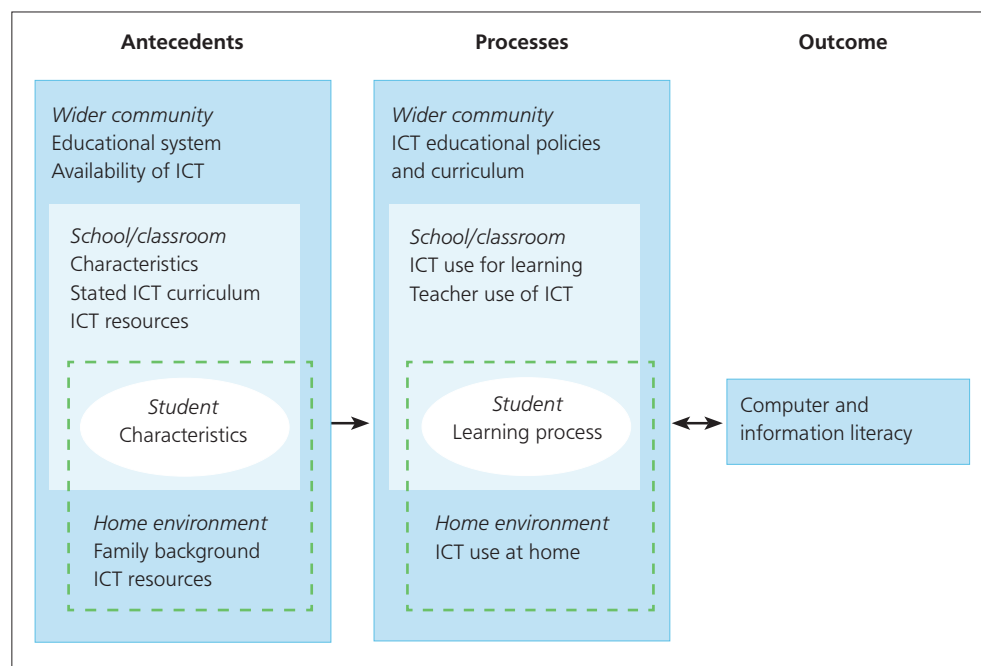 Antecedents
Processes
Outcome
Wider community
Educational system
Availability of ICT
School/classroom
Characteristics
Stated ICT curriculum
ICT resources
Student
Characteristics
Home environment
Family background
ICT resources
Wider community
ICT educational policies
and curriculum
School/classroom
ICT use for learning
Teacher use of ICT
Student
Learning process
Home environment
ICT use at home
Computer and
information literacy